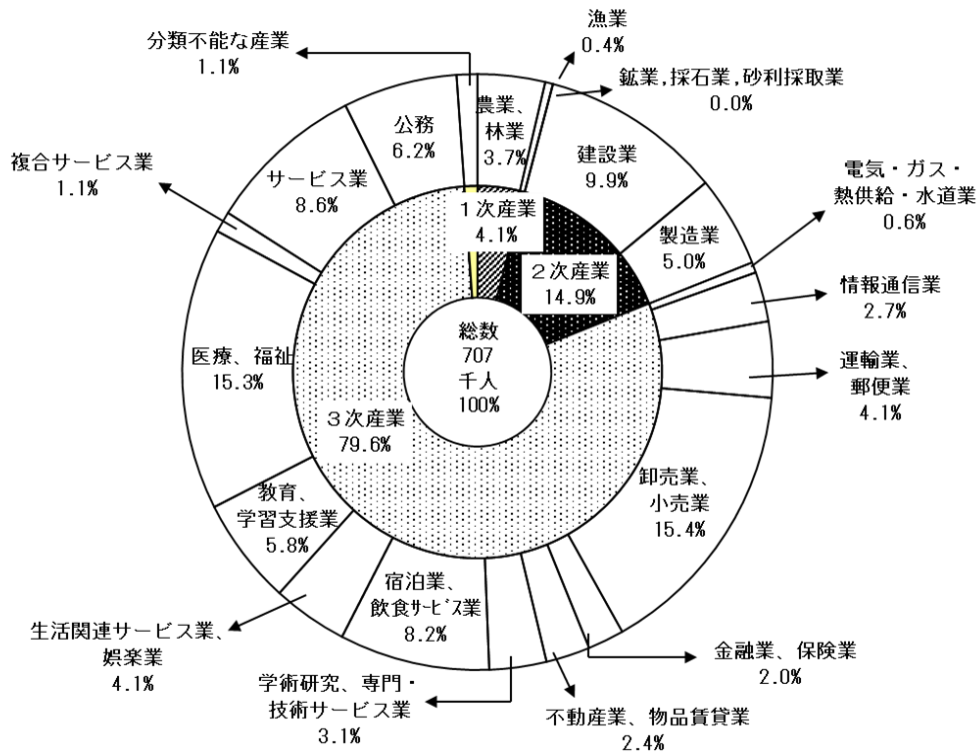 分類不能な産業
1.1%
漁業
0.4%
鉱業,採石業,砂利採取業
0.0%
農業、
林業
3.7%
公務
6.2%
建設業
9.9%
複合サービス業
1.1%
サービス業
8.6%
電気・ガス・
熱供給・水道業
0.6%
1次産業
4.1%
製造業
5.0%
2次産業
14.9%
情報通信業
2.7%
総数
707
千人
100%
医療、福祉
15.3%
運輸業、
郵便業
4.1%
3次産業
79.6%
卸売業、
小売業
15.4%
教育、
学習支援業
5.8%
宿泊業、
飲食ｻｰﾋﾞｽ業
8.2%
生活関連サービス業、
娯楽業
4.1%
金融業、保険業
2.0%
学術研究、専門・
技術サービス業
3.1%
不動産業、物品賃貸業
2.4%